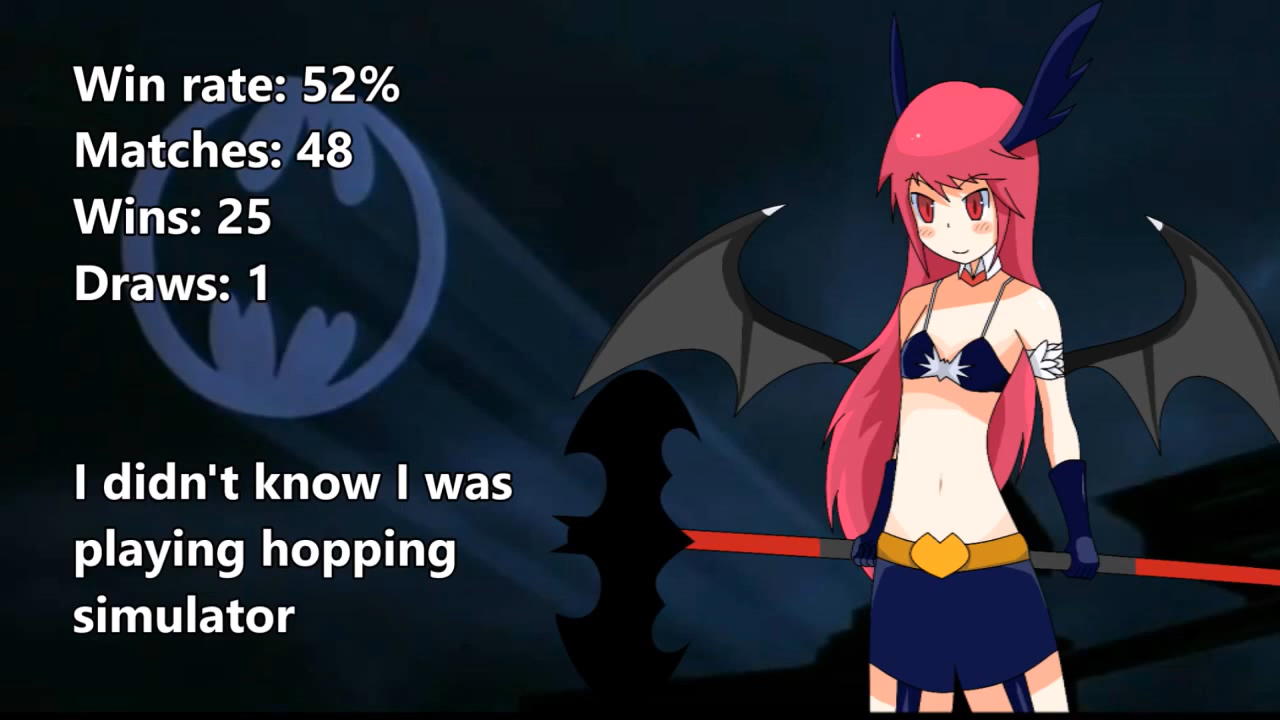 Win rate: 52%
Matches: 48
Wins: 25
Draws: 1
I didn't know I was
playing hopping
simulator